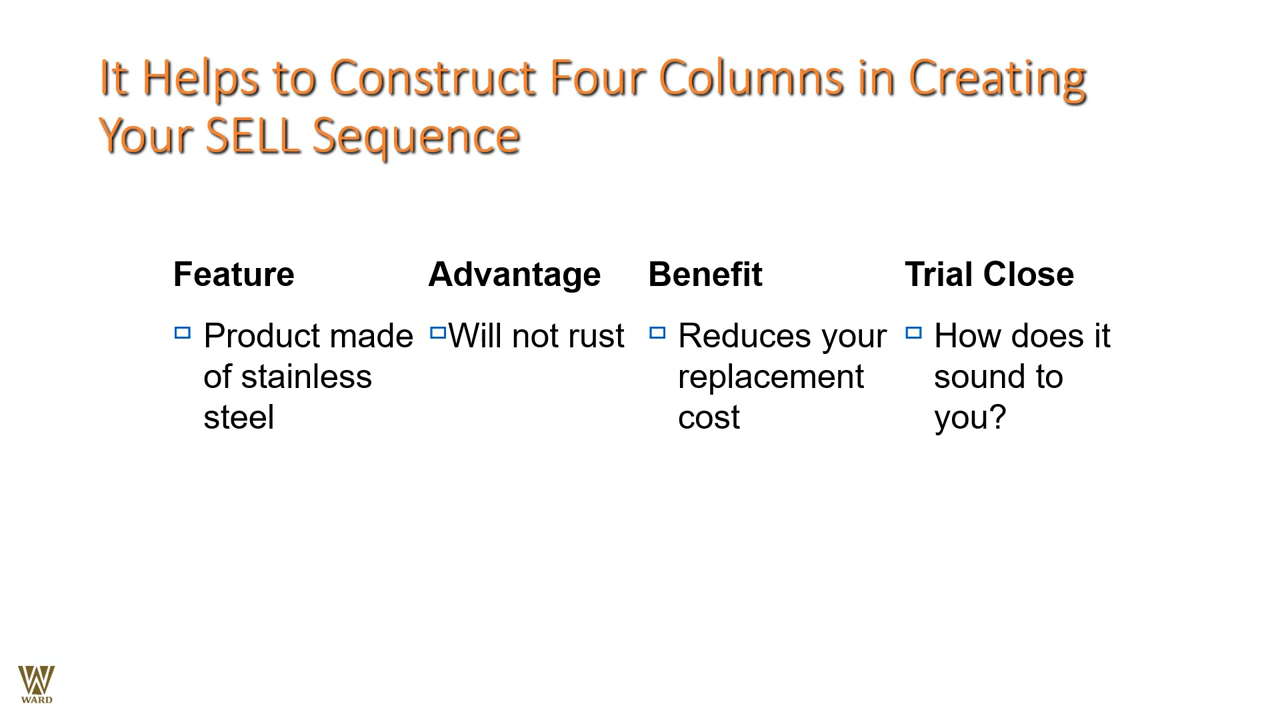 It Helps to Construct Four Columns in Creating
Your SELL Sequence
Feature
Product made
of stainless
steel
Advantage
Will not rust
Benefit
Reduces your
replacement
cost
Trial Close
How does it
sound to
you?
WARD